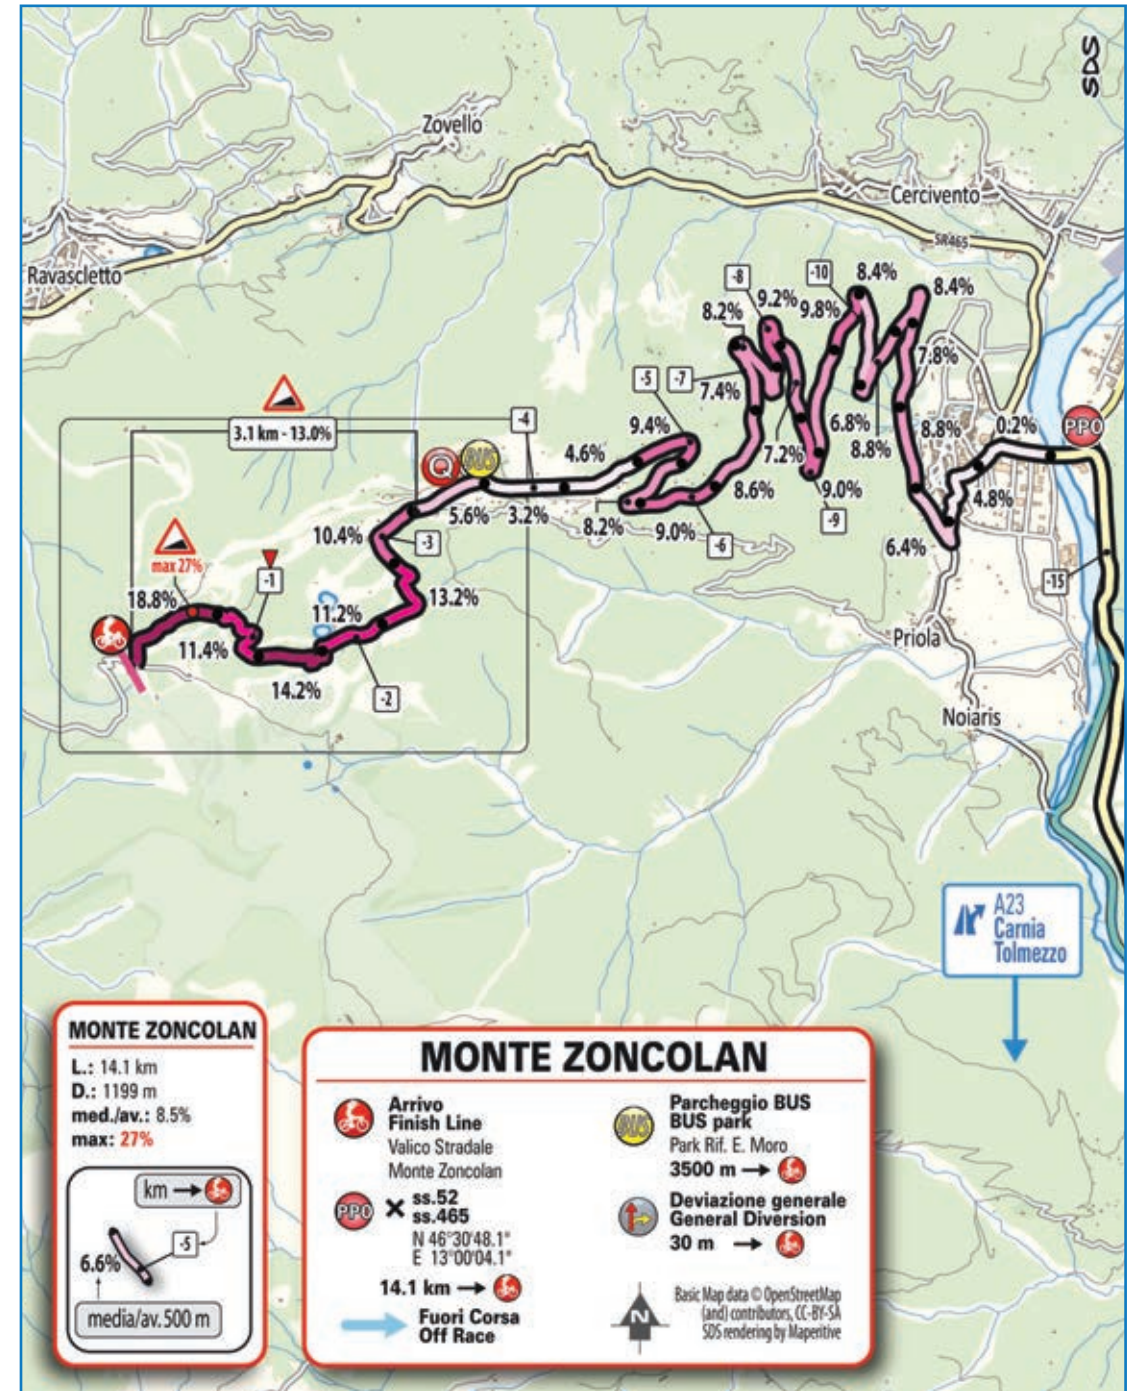 SDS
Zovello
Cercivento
SR465
Ravascletto
-10
8.4%
-8
8.4%
9.2%
9.8%
8.2%
7.8%
-5
-7
7.4%
3.1 km - 13.0%
-4
9.4%
6.8%
8.8%
0.2%
PPO
4.6%
7.2%
8.8%
Q
BUS
8.6%
9.0%
4.8%
5.6%
3.2%
8.2%
9.0%
-6
-9
6.4%
10.4%
-3
max 27%
-1
-15
18.8%
11.2%
13.2%
Priola
11.4%
14.2%
-2
Noiaris
A23
Carnia
Tolmezzo
MONTE ZONCOLAN
L.: 14.1 km
D.: 1199 m
med./av.: 8.5%
max: 27%
km
-5
6.6%
media/av. 500 m
MONTE ZONCOLAN
Arrivo
Finish Line
Valico Stradale
Monte Zoncolan
PPO
ss.52
ss.465
N 46°30'48.1"
E 13°00'04.1"
14.1 km
Fuori Corsa
Off Race
BUS
Parcheggio BUS
BUS park
Park Rif. E. Moro
3500 m
Deviazione generale
General Diversion
30 m
N
Basic Map data © OpenStreetMap
(and) contributors, CC-BY-SA
SDS rendering by Maperitive